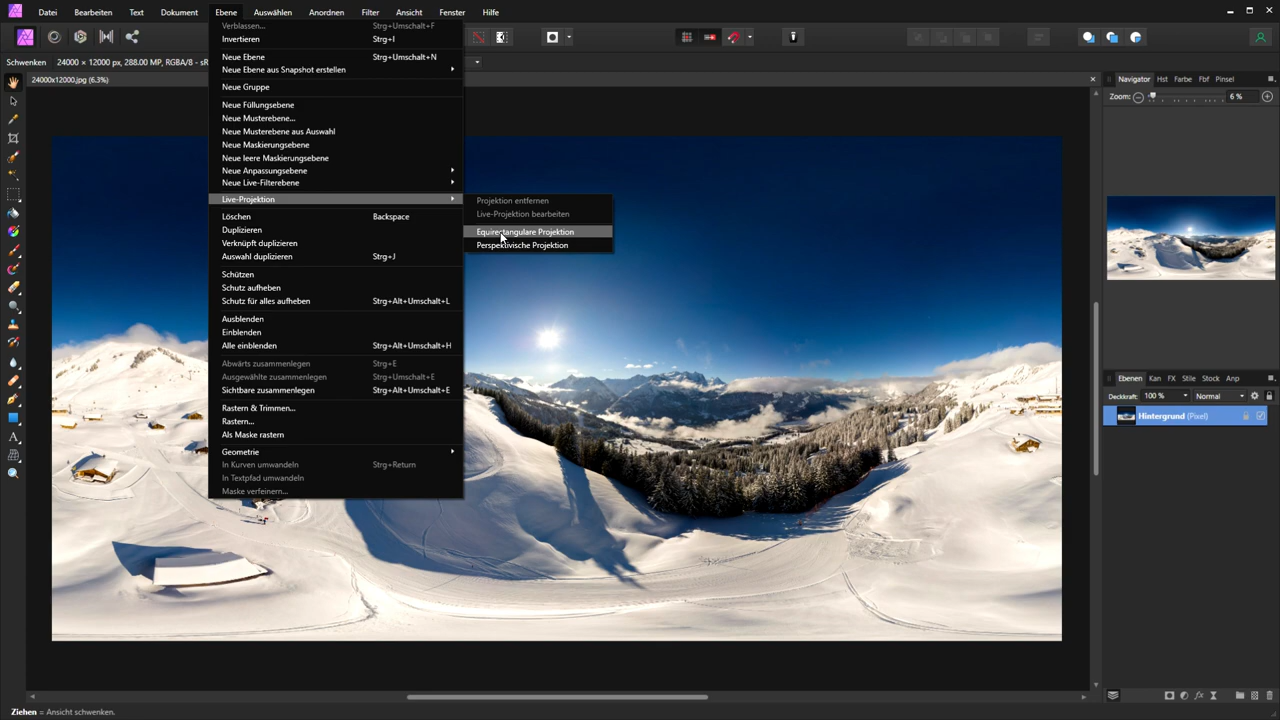 Datei Bearbeiten Text Dokument Ebene Auswählen Anordnen Filter Ansicht Fenster Hilfe
Schwenken 24000 × 12000 px, 288.00 MP, RGBA/8 - sR
24000x12000.jpg (6.3%)
Verblassen... Strg+Umschalt+F
Invertieren Strg+I
Neue Ebene Strg+Umschalt+N
Neue Ebene aus Snapshot erstellen
Neue Gruppe
Neue Füllungsebene
Neue Musterebene...
Neue Musterebene aus Auswahl
Neue Maskierungsebene
Neue leere Maskierungsebene
Neue Anpassungsebene
Neue Live-Filterebene
Live-Projektion
Löschen Backspace
Duplizieren
Verknüpft duplizieren
Auswahl duplizieren Strg+J
Schützen
Schutz aufheben
Schutz für alles aufheben Strg+Alt+Umschalt+L
Ausblenden
Einblenden
Alle einblenden Strg+Alt+Umschalt+H
Abwärts zusammenlegen Strg+E
Ausgewählte zusammenlegen Strg+Umschalt+E
Sichtbare zusammenlegen Strg+Alt+Umschalt+E
Rastern & Trimmen...
Rastern...
Als Maske rastern
Geometrie
In Kurven umwandeln Strg+Return
In Textpfad umwandeln
Maske verfeinern...
Projektion entfernen
Live-Projektion bearbeiten
Equirectangulare Projektion
Perspektivische Projektion
Navigator Hst Farbe Fbf Pinsel
Zoom: 6 %
Ebenen Kan FX Stile Stock Anp
Deckkraft: 100 % Normal
Hintergrund (Pixel)
Ziehen = Ansicht schwenken.